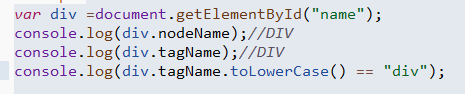 var div =document.getElementById("name");
console.log(div.nodeName);//DIV
console.log(div.tagName);//DIV
console.log(div.tagName.toLowerCase() == "div");